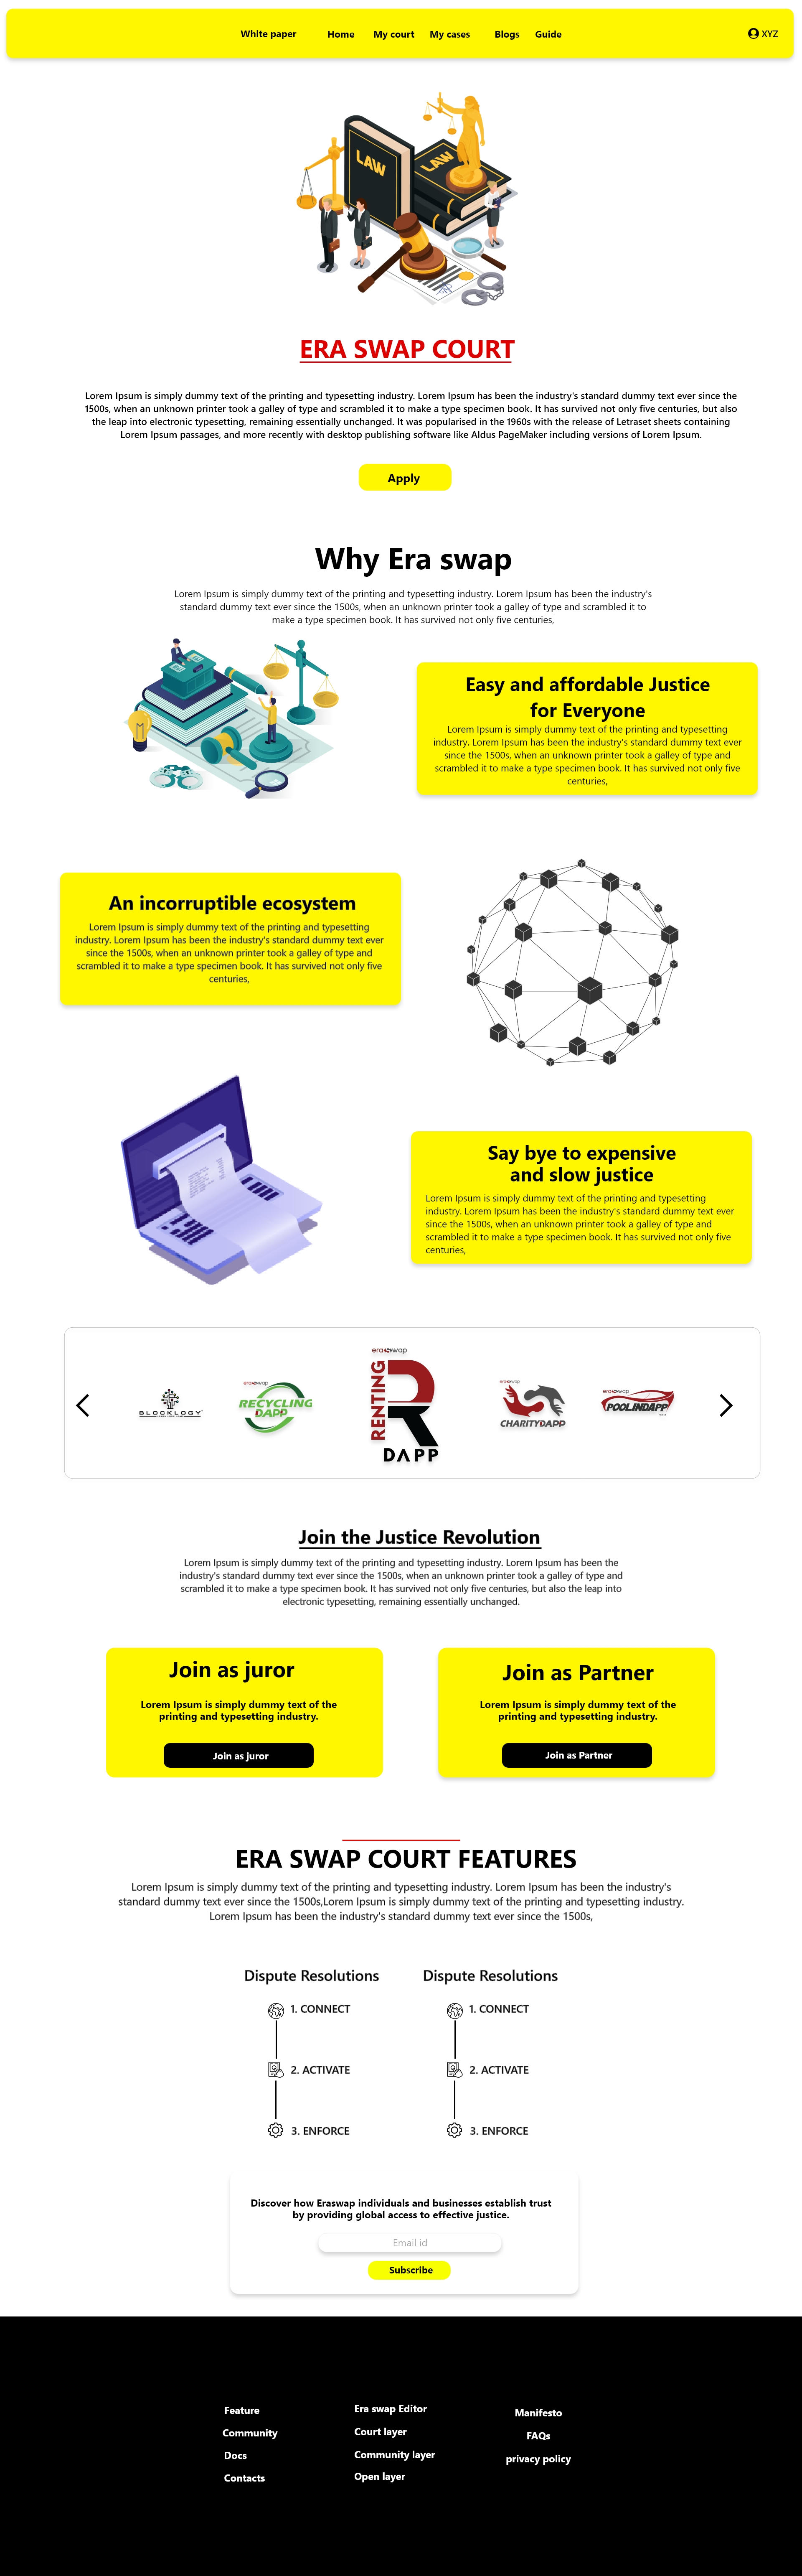 White paper
Home
My court
My cases
Blogs
Guide
XYZ
LAW
LAW
ERA SWAP COURT
Lorem Ipsum is simply dummy text of the printing and typesetting industry. Lorem Ipsum has been the industry's standard dummy text ever since the
1500s, when an unknown printer took a galley of type and scrambled it to make a type specimen book. It has survived not only five centuries, but also
the leap into electronic typesetting, remaining essentially unchanged. It was popularised in the 1960s with the release of Letraset sheets containing
Lorem Ipsum passages, and more recently with desktop publishing software like Aldus PageMaker including versions of Lorem Ipsum.
Apply
Why Era swap
Lorem Ipsum is simply dummy text of the printing and typesetting industry. Lorem Ipsum has been the industry's
standard dummy text ever since the 1500s, when an unknown printer took a galley of type and scrambled it to
make a type specimen book. It has survived not only five centuries,
Easy and affordable Justice
for Everyone
Lorem Ipsum is simply dummy text of the printing and typesetting
industry. Lorem Ipsum has been the industry's standard dummy text ever
since the 1500s, when an unknown printer took a galley of type and
scrambled it to make a type specimen book. It has survived not only five
centuries,
An incorruptible ecosystem
Lorem Ipsum is simply dummy text of the printing and typesetting
industry. Lorem Ipsum has been the industry's standard dummy text ever
since the 1500s, when an unknown printer took a galley of type and
scrambled it to make a type specimen book. It has survived not only five
centuries,
Say bye to expensive
and slow justice
Lorem Ipsum is simply dummy text of the printing and typesetting
industry. Lorem Ipsum has been the industry's standard dummy text ever
since the 1500s, when an unknown printer took a galley of type and
scrambled it to make a type specimen book. It has survived not only five
centuries,
BLOCKLOGY
era swap
RECYCLING
DAPP
era swap
RENTING
R
DAPP
era swap
CHARITYDAPP
era swap
POOLINDAPP
Join the Justice Revolution
Lorem Ipsum is simply dummy text of the printing and typesetting industry. Lorem Ipsum has been the
industry's standard dummy text ever since the 1500s, when an unknown printer took a galley of type and
scrambled it to make a type specimen book. It has survived not only five centuries, but also the leap into
electronic typesetting, remaining essentially unchanged.
Join as juror
Lorem Ipsum is simply dummy text of the
printing and typesetting industry.
Join as juror
Join as Partner
Lorem Ipsum is simply dummy text of the
printing and typesetting industry.
Join as Partner
ERA SWAP COURT FEATURES
Lorem Ipsum is simply dummy text of the printing and typesetting industry. Lorem Ipsum has been the industry's
standard dummy text ever since the 1500s,Lorem Ipsum is simply dummy text of the printing and typesetting industry.
Lorem Ipsum has been the industry's standard dummy text ever since the 1500s,
Dispute Resolutions
1. CONNECT
2. ACTIVATE
3. ENFORCE
Dispute Resolutions
1. CONNECT
2. ACTIVATE
3. ENFORCE
Discover how Eraswap individuals and businesses establish trust
by providing global access to effective justice.
Email id
Subscribe
Feature
Community
Docs
Contacts
Era swap Editor
Court layer
Community layer
Open layer
Manifesto
FAQs
privacy policy